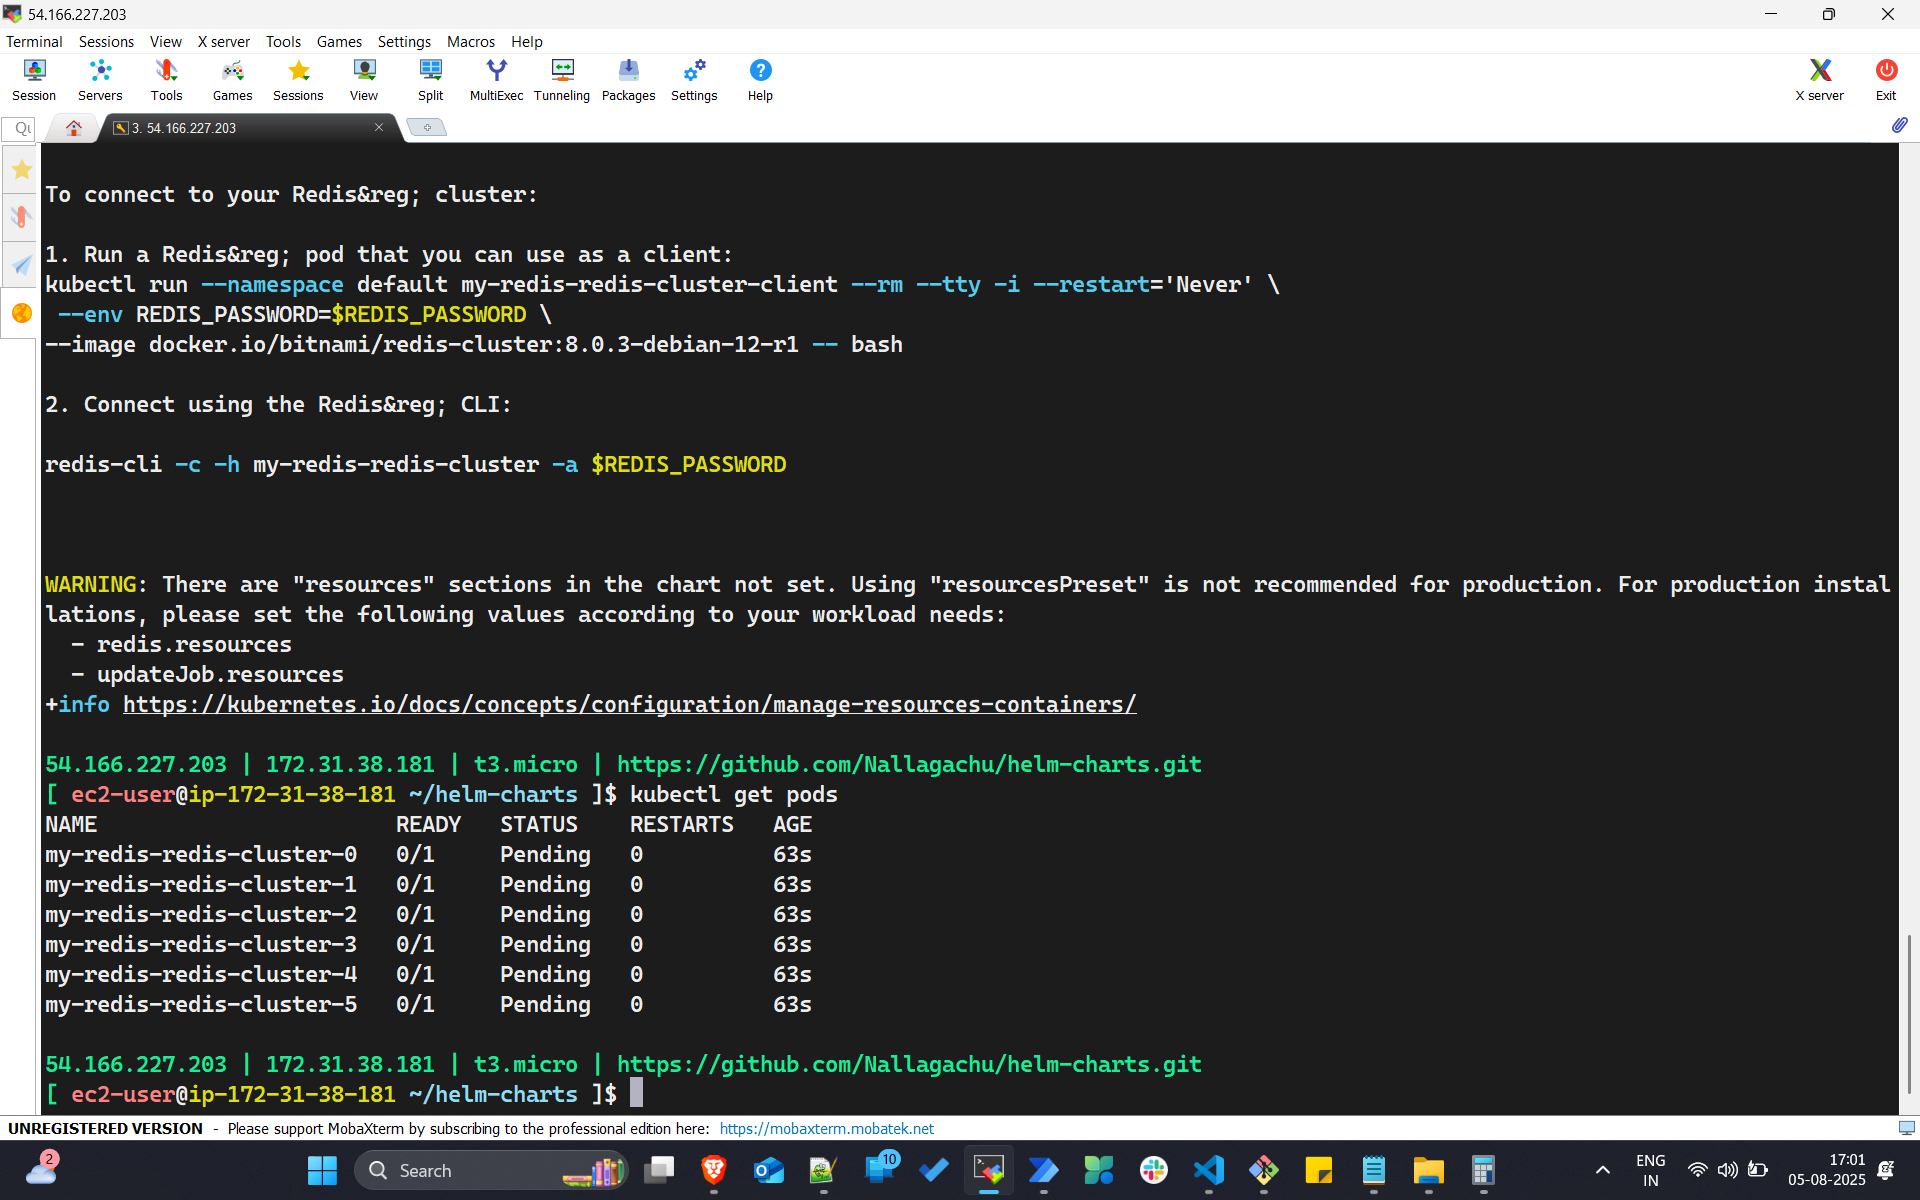 54.166.227.203
Terminal Sessions View X server Tools Games Settings Macros Help
Session Servers Tools Games Sessions View Split MultiExec Tunneling Packages Settings Help X server Exit
3. 54.166.227.203
To connect to your Redis&reg; cluster:
1. Run a Redis&reg; pod that you can use as a client:
kubectl run --namespace default my-redis-redis-cluster-client --rm --tty -i --restart='Never' \
--env REDIS_PASSWORD=$REDIS_PASSWORD \
--image docker.io/bitnami/redis-cluster:8.0.3-debian-12-r1 -- bash
2. Connect using the Redis&reg; CLI:
redis-cli -c -h my-redis-redis-cluster -a $REDIS_PASSWORD
WARNING: There are "resources" sections in the chart not set. Using "resourcesPreset" is not recommended for production. For production instal
lations, please set the following values according to your workload needs:
- redis.resources
- updateJob.resources
+info https://kubernetes.io/docs/concepts/configuration/manage-resources-containers/
54.166.227.203 | 172.31.38.181 | t3.micro | https://github.com/Nallagachu/helm-charts.git
[ ec2-user@ip-172-31-38-181 ~/helm-charts ]$ kubectl get pods
NAME READY STATUS RESTARTS AGE
my-redis-redis-cluster-0 0/1 Pending 0 63s
my-redis-redis-cluster-1 0/1 Pending 0 63s
my-redis-redis-cluster-2 0/1 Pending 0 63s
my-redis-redis-cluster-3 0/1 Pending 0 63s
my-redis-redis-cluster-4 0/1 Pending 0 63s
my-redis-redis-cluster-5 0/1 Pending 0 63s
54.166.227.203 | 172.31.38.181 | t3.micro | https://github.com/Nallagachu/helm-charts.git
[ ec2-user@ip-172-31-38-181 ~/helm-charts ]$
UNREGISTERED VERSION - Please support MobaXterm by subscribing to the professional edition here: https://mobaxterm.mobatek.net
2 Search 10 ENG 17:01
IN 05-08-2025